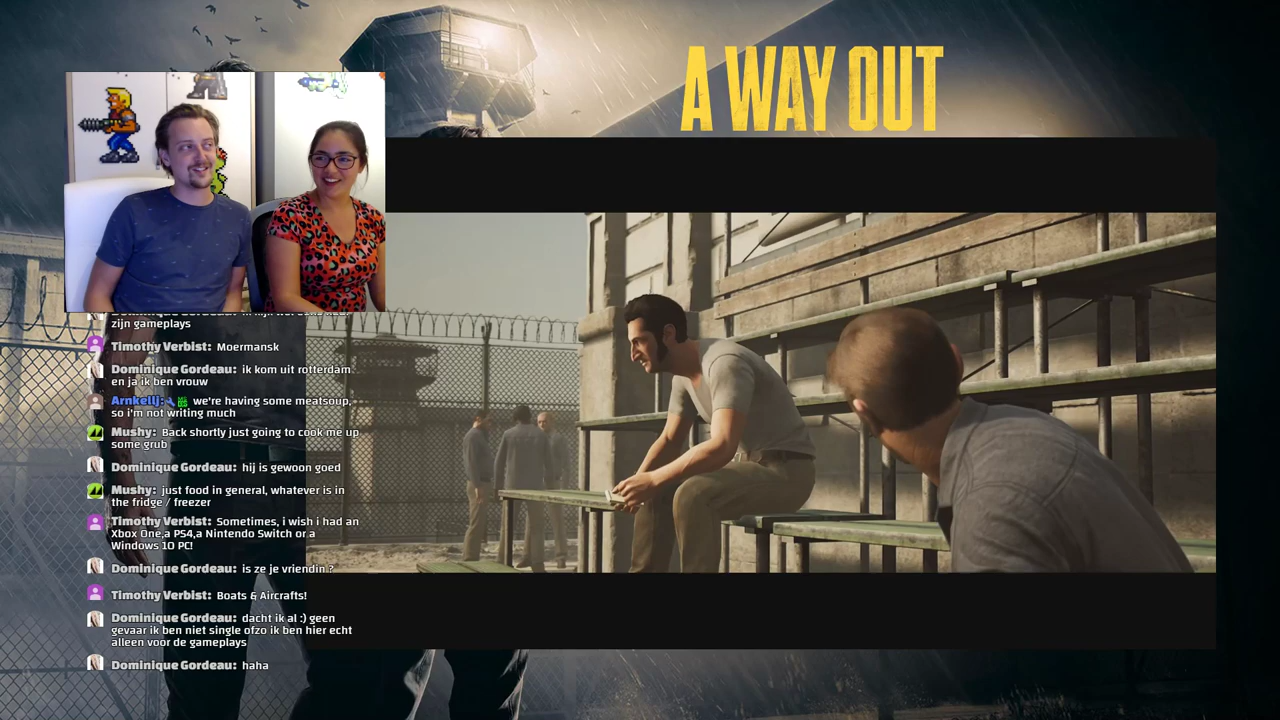 A WAY OUT
zijn gameplays
Timothy Verbist: Moermansk
Dominique Gordeau: ik kom uit rotterdam
en ja ik ben vrouw
Arnkellj: we're having some meatsoup,
so i'm not writing much
Mushy: Back shortly just going to cook me up
some grub
Dominique Gordeau: hij is gewoon goed
Mushy: just food in general, whatever is in
the fridge / freezer
Timothy Verbist: Sometimes, i wish i had an
Xbox One,a PS4,a Nintendo Switch or a
Windows 10 PC!
Dominique Gordeau: is ze je vriendin ?
Timothy Verbist: Boats & Aircrafts!
Dominique Gordeau: dacht ik al :) geen
gevaar ik ben niet single ofzo ik ben hier echt
alleen voor de gameplays
Dominique Gordeau: haha